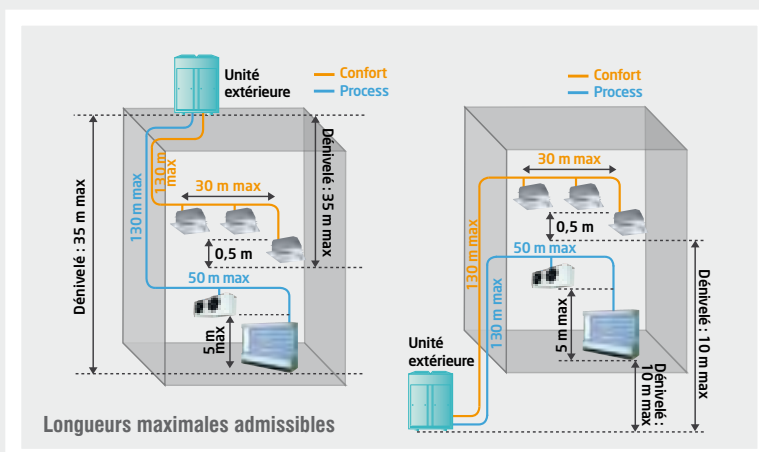 Unité
extérieure
Confort
Process
Dénivelé : 35 m max
130 m max
130 m
max
30 m max
Dénivelé : 35 m max
0,5 m
50 m max
5 m
max
Longueurs maximales admissibles
Confort
Process
30 m max
0,5 m
130 m max
50 m max
130 m max
5 m max
Dénivelé : 10 m max
Unité
extérieure
Dénivelé :
10 m max